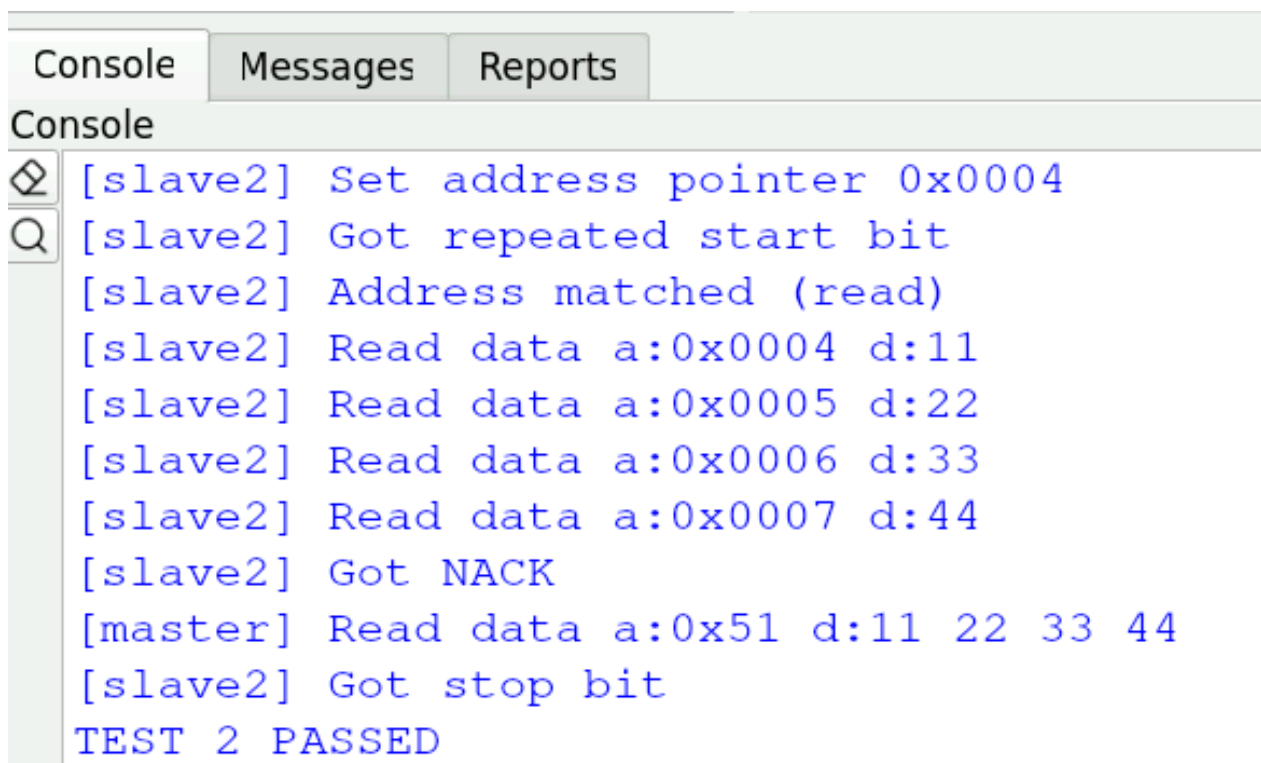 Console Messages Reports
Console
[slave2] Set address pointer 0x0004
[slave2] Got repeated start bit
[slave2] Address matched (read)
[slave2] Read data a:0x0004 d:11
[slave2] Read data a:0x0005 d:22
[slave2] Read data a:0x0006 d:33
[slave2] Read data a:0x0007 d:44
[slave2] Got NACK
[master] Read data a:0x51 d:11 22 33 44
[slave2] Got stop bit
TEST 2 PASSED